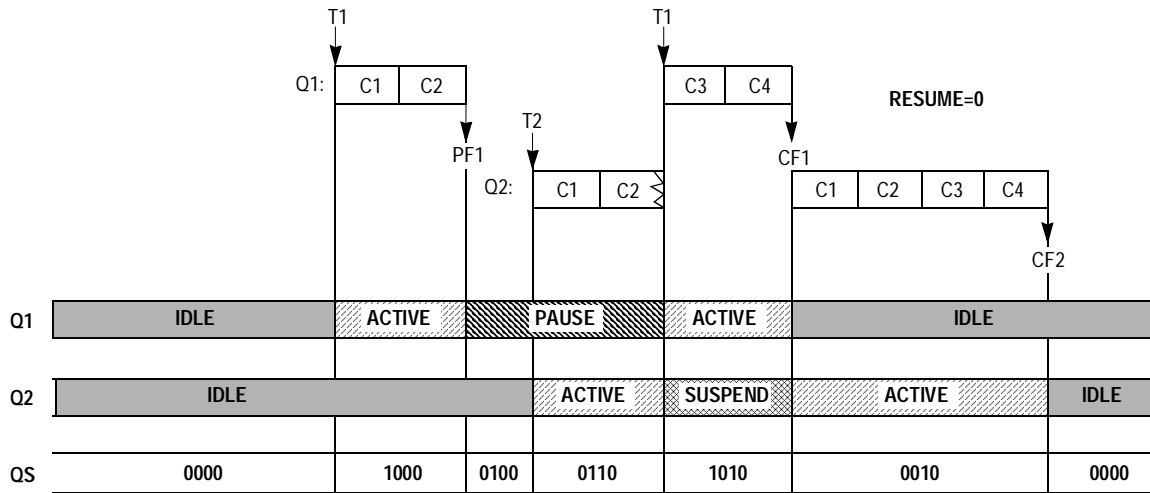 T1 T1
Q1: C1 C2 C3 C4
RESUME=0
T2
PF1 CF1
Q2: C1 C2 C1 C2 C3 C4
CF2
Q1 IDLE ACTIVE PAUSE ACTIVE IDLE
Q2 IDLE ACTIVE SUSPEND ACTIVE IDLE
QS 0000 1000 0100 0110 1010 0010 0000